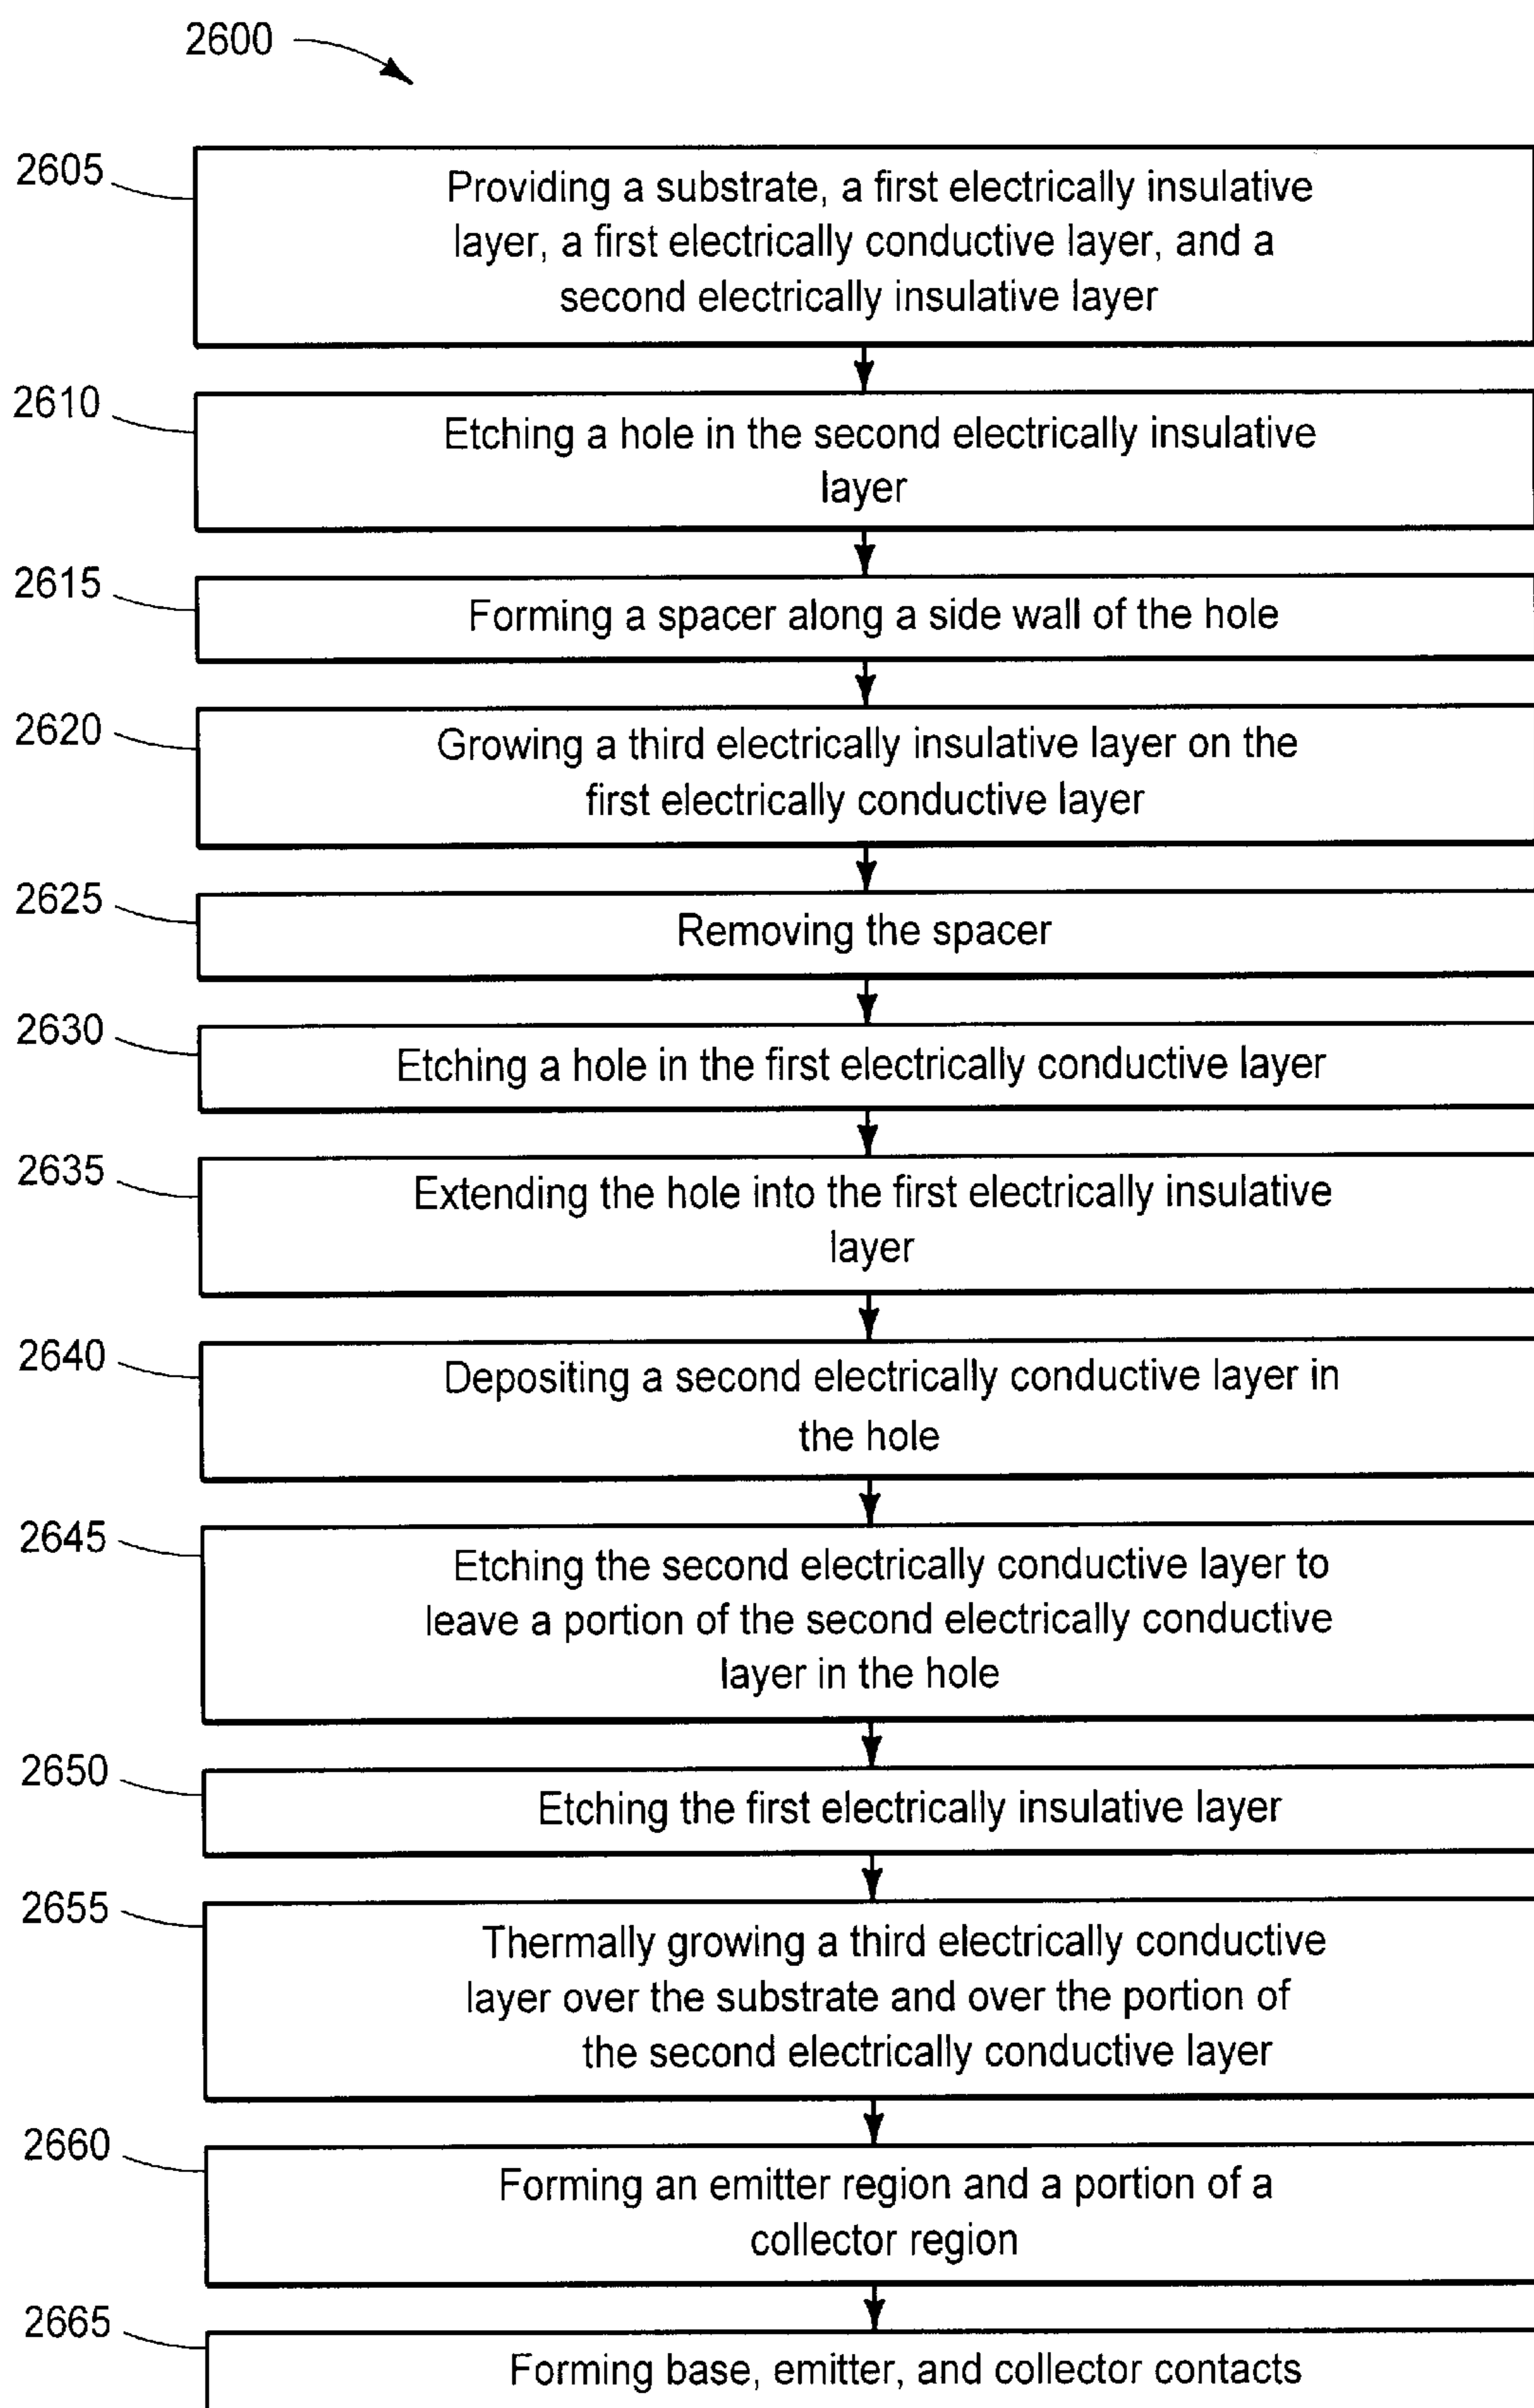 2600
2605
Providing a substrate, a first electrically insulative
layer, a first electrically conductive layer, and a
second electrically insulative layer
2610
Etching a hole in the second electrically insulative
layer
2615
Forming a spacer along a side wall of the hole
2620
Growing a third electrically insulative layer on the
first electrically conductive layer
2625
Removing the spacer
2630
Etching a hole in the first electrically conductive layer
2635
Extending the hole into the first electrically insulative
layer
2640
Depositing a second electrically conductive layer in
the hole
2645
Etching the second electrically conductive layer to
leave a portion of the second electrically conductive
layer in the hole
2650
Etching the first electrically insulative layer
2655
Thermally growing a third electrically conductive
layer over the substrate and over the portion of
the second electrically conductive layer
2660
Forming an emitter region and a portion of a
collector region
2665
Forming base, emitter, and collector contacts